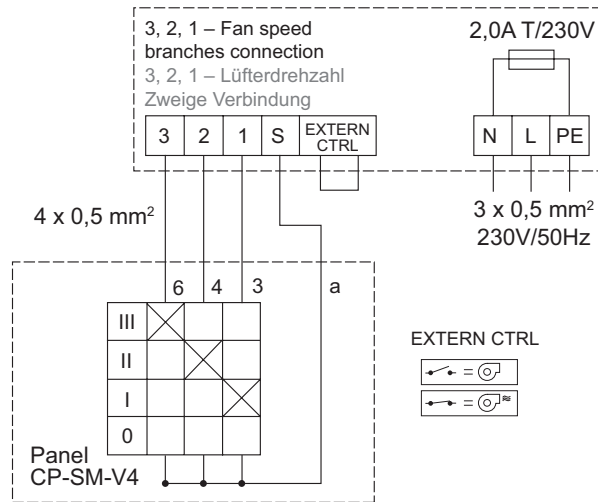 3, 2, 1 – Fan speed
branches connection
3, 2, 1 – Lüfterdrehzahl
Zweige Verbindung
2,0A T/230V
3 2 1 S EXTERN
CTRL
N L PE
4 x 0,5 mm²
3 x 0,5 mm²
230V/50Hz
6 4 3 a
III
II
I
0
EXTERN CTRL
=
= ≈
Panel
CP-SM-V4